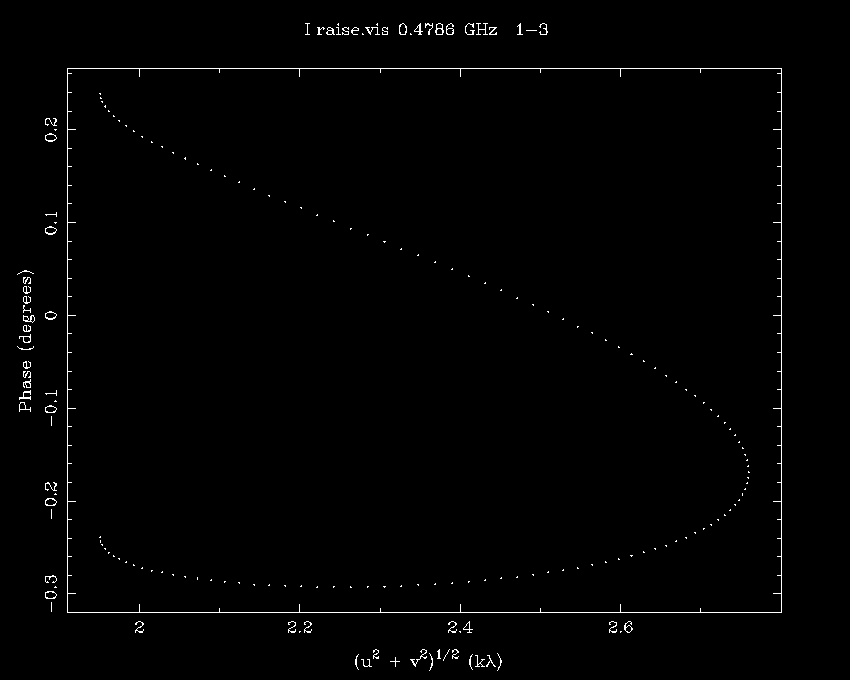 I raise.vis 0.4786 GHz 1−3
Phase (degrees)
0.2
0.1
0
−0.1
−0.2
−0.3
2 2.2 2.4 2.6
(u² + v²)^1/2 (kλ)